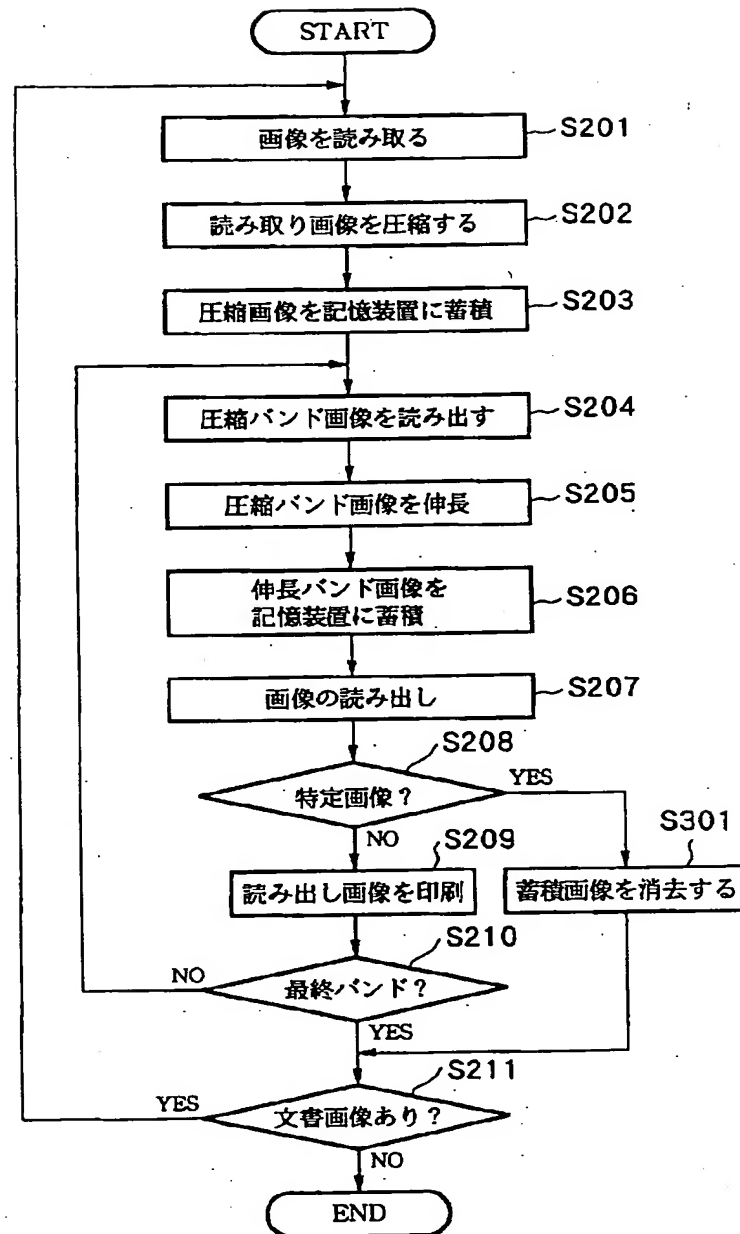 START
画像を読み取る
S201
読み取り画像を圧縮する
S202
圧縮画像を記憶装置に蓄積
S203
圧縮バンド画像を読み出す
S204
圧縮バンド画像を伸長
S205
伸長バンド画像を
記憶装置に蓄積
S206
画像の読み出し
S207
S208
特定画像?
YES
NO
S209
S301
読み出し画像を印刷
蓄積画像を消去する
S210
NO
最終バンド?
YES
S211
YES
文書画像あり?
NO
END